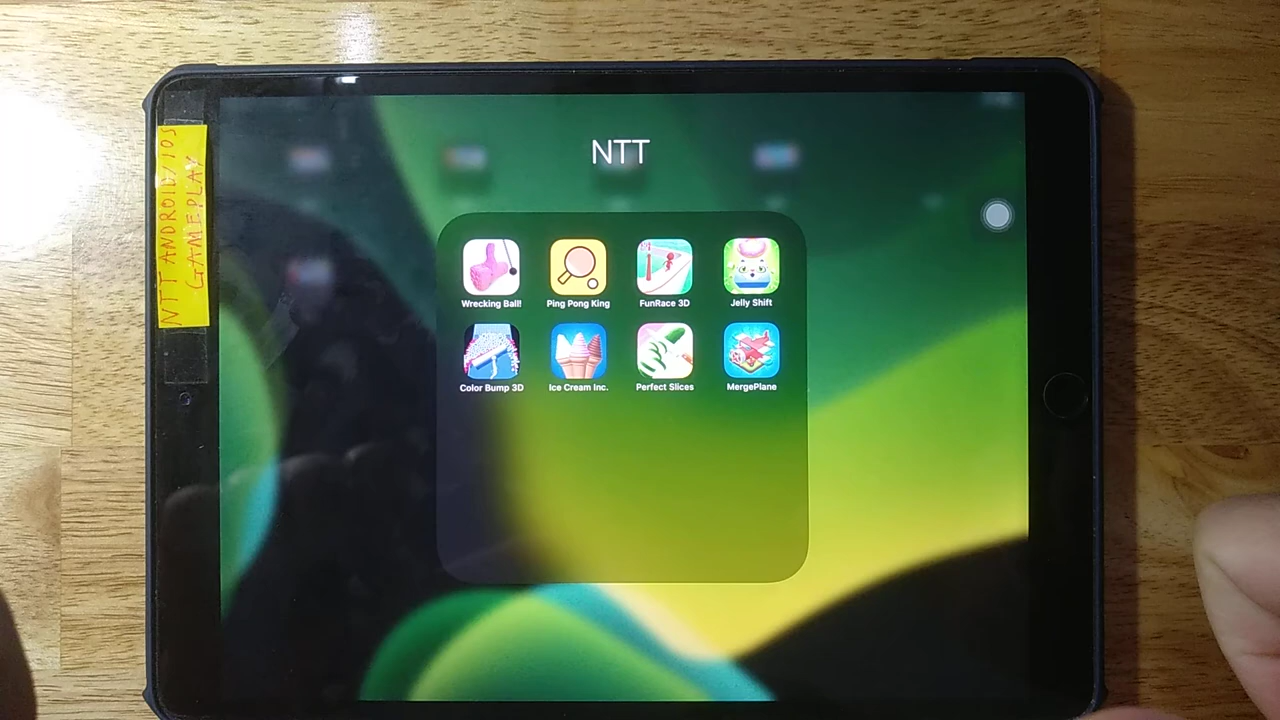 NTT ANDROID/IOS
GAMEPLAY
NTT
Wrecking Ball!
Ping Pong King
FunRace 3D
Jelly Shift
Color Bump 3D
Ice Cream Inc.
Perfect Slices
MergePlane